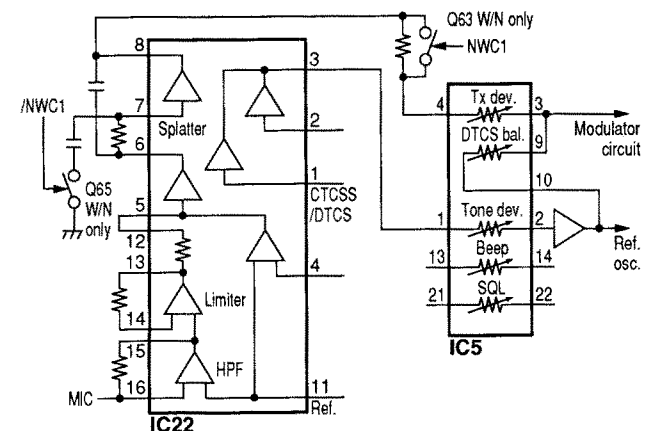 Q63 W/N only
NWC1
8
3
/NWC1
7
Splatter
2
6
1
CTCSS
/DTCS
Q65
W/N
only
5
12
13
4
Limiter
14
15
HPF
MIC
16
11
Ref.
IC22
4
Tx dev.
3
DTCS bal.
9
Modulator
circuit
10
1
Tone dev.
2
Ref.
osc.
13
Beep
14
21
SQL
22
IC5